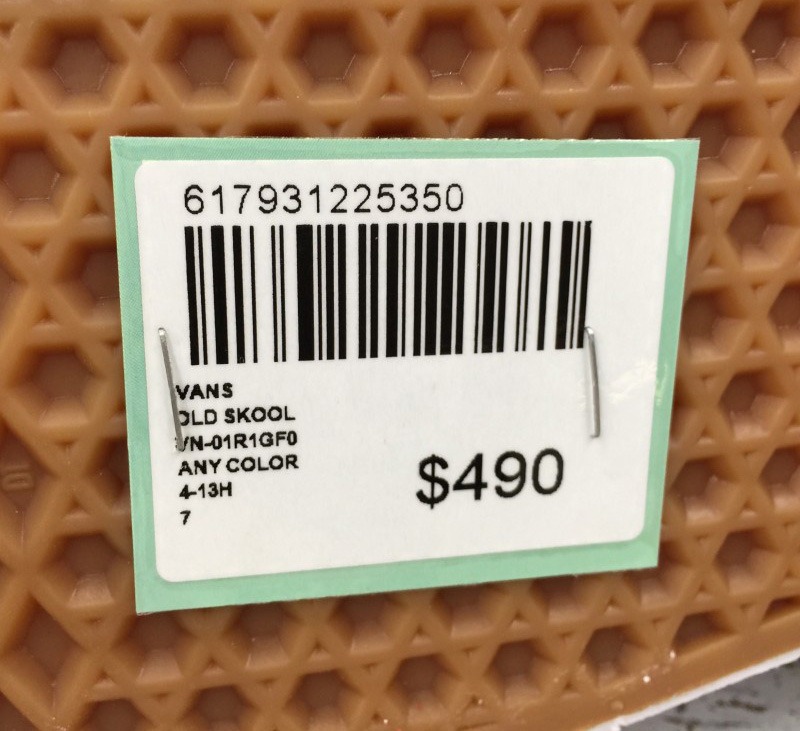 617931225350
VANS
OLD SKOOL
VN-01R1GF0
ANY COLOR
4-13H
7
$490